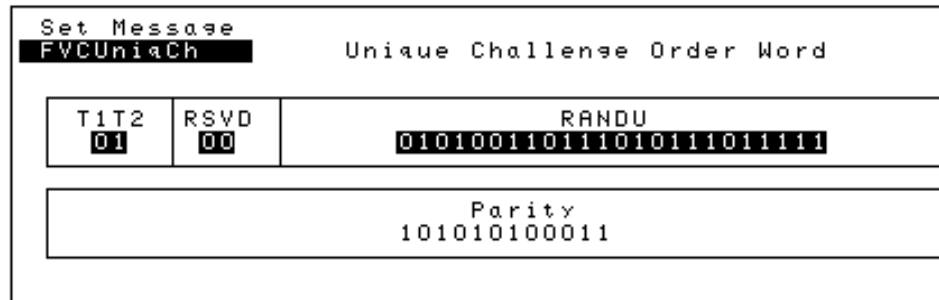 Set Message
FVCUniqCh
Unique Challenge Order Word
T1T2
RSVD
RANDU
01
00
010100110111010111011111
Parity
101010100011